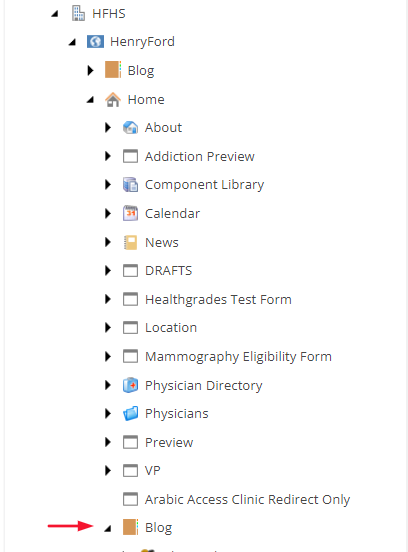 HFHS
HenryFord
Blog
Home
About
Addiction Preview
Component Library
Calendar
News
DRAFTS
Healthgrades Test Form
Location
Mammography Eligibility Form
Physician Directory
Physicians
Preview
VP
Arabic Access Clinic Redirect Only
Blog